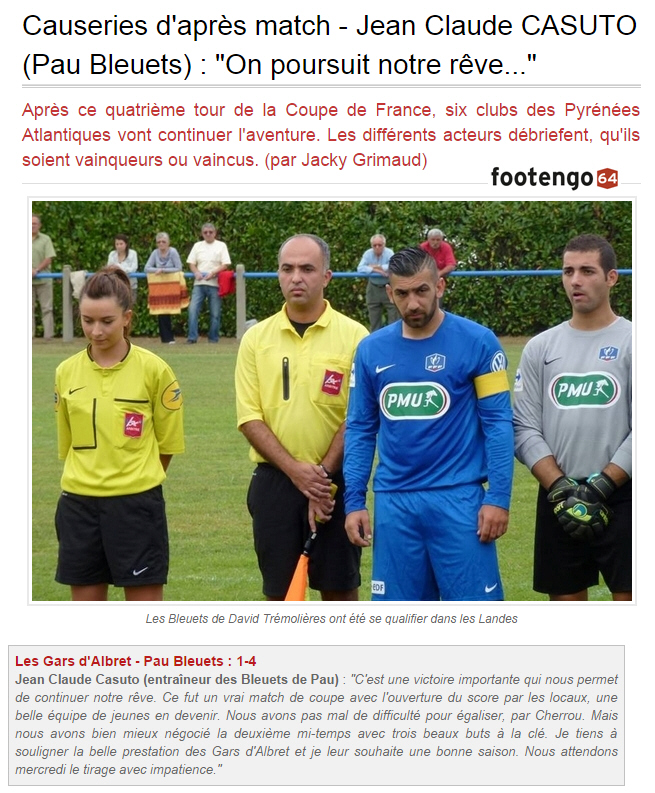 Causeries d'après match - Jean Claude CASUTO
(Pau Bleuets) : "On poursuit notre rêve..."
Après ce quatrième tour de la Coupe de France, six clubs des Pyrénées
Atlantiques vont continuer l'aventure. Les différents acteurs débriefent, qu'ils
soient vainqueurs ou vaincus. (par Jacky Grimaud)
footengo 64
PMU
PMU
FFF
Les Bleuets de David Trémolières ont été se qualifier dans les Landes
Les Gars d'Albret - Pau Bleuets : 1-4
Jean Claude Casuto (entraîneur des Bleuets de Pau) : "C'est une victoire importante qui nous permet
de continuer notre rêve. Ce fut un vrai match de coupe avec l'ouverture du score par les locaux, une
belle équipe de jeunes en devenir. Nous avons pas mal de difficulté pour égaliser, par Cherrou. Mais
nous avons bien mieux négocié la deuxième mi-temps avec trois beaux buts à la clé. Je tiens à
souligner la belle prestation des Gars d'Albret et je leur souhaite une bonne saison. Nous attendons
mercredi le tirage avec impatience."